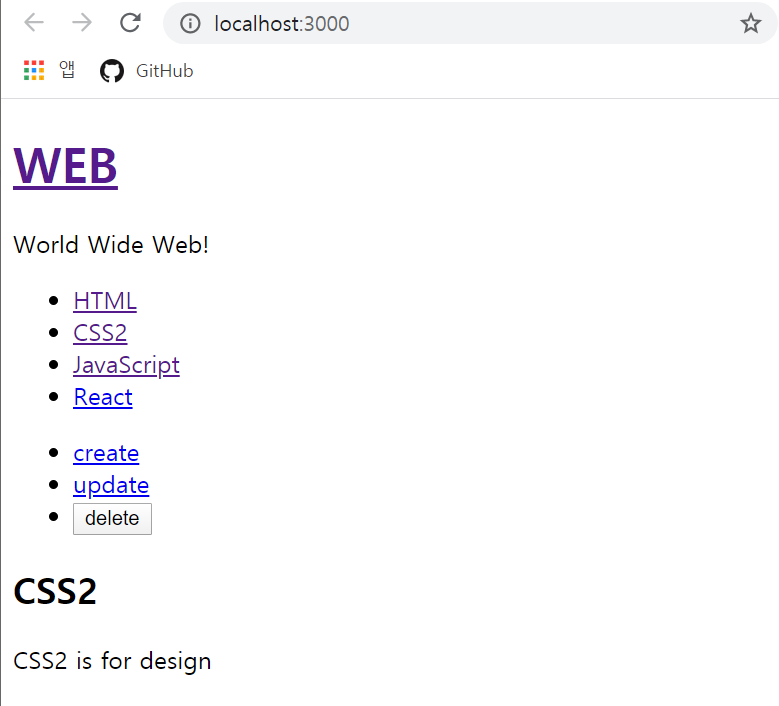 localhost:3000
앱 GitHub
WEB
World Wide Web!
HTML
CSS2
JavaScript
React
create
update
delete
CSS2
CSS2 is for design